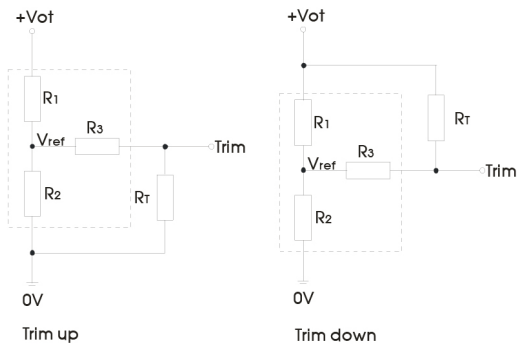 +Vot
R1
Vref
R3
Trim
R2
RT
0V
Trim up
+Vot
R1
RT
Vref
R3
Trim
R2
0V
Trim down